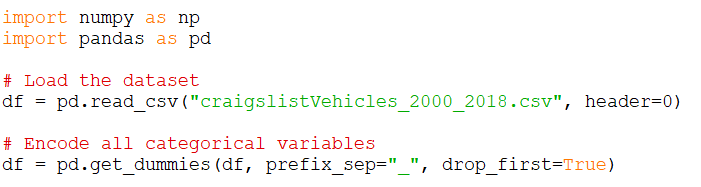 import numpy as np
import pandas as pd
# Load the dataset
df = pd.read_csv("craigslistVehicles_2000_2018.csv", header=0)
# Encode all categorical variables
df = pd.get_dummies(df, prefix_sep="_", drop_first=True)